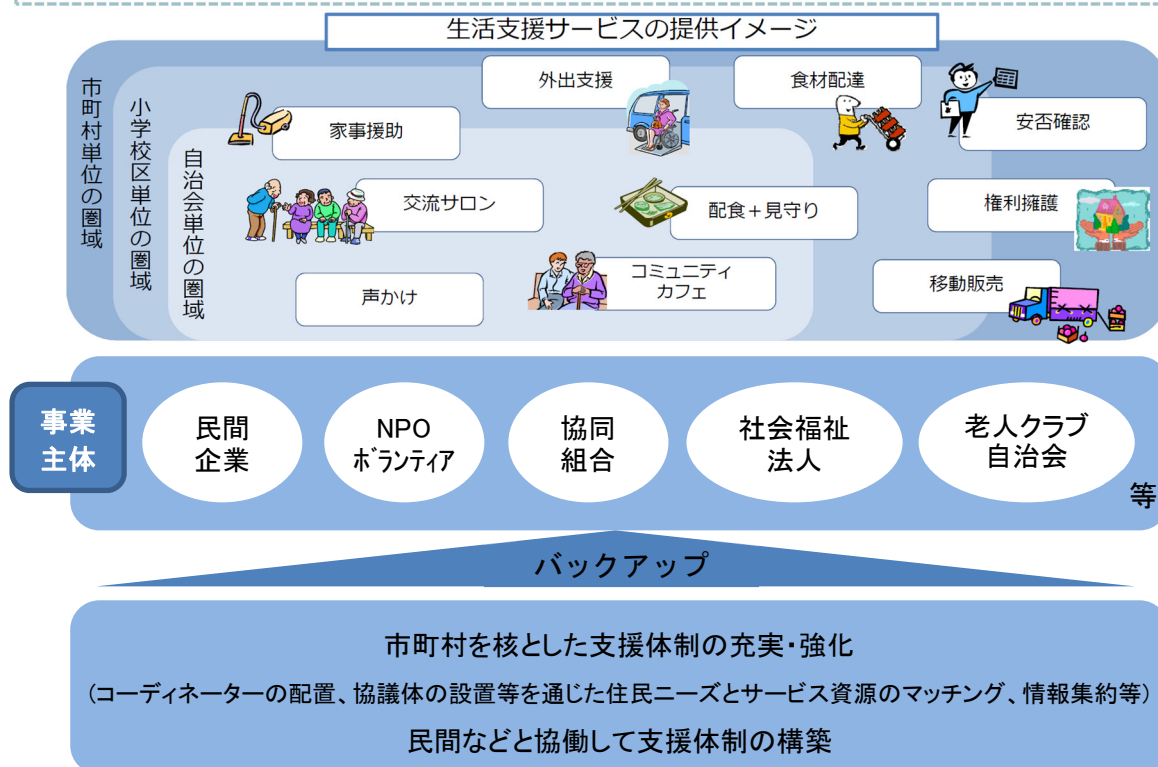 生活支援サービスの提供イメージ
市町村単位の圏域
小学校区単位の圏域
自治会単位の圏域
外出支援
食材配達
安否確認
家事援助
交流サロン
配食＋見守り
権利擁護
声かけ
コミュニティ
カフェ
移動販売
事業
主体
民間
企業
NPO
ﾎﾞﾗﾝﾃｨｱ
協同
組合
社会福祉
法人
老人クラブ
自治会
等
バックアップ
市町村を核とした支援体制の充実・強化
（コーディネーターの配置、協議体の設置等を通じた住民ニーズとサービス資源のマッチング、情報集約等）
民間などと協働して支援体制の構築